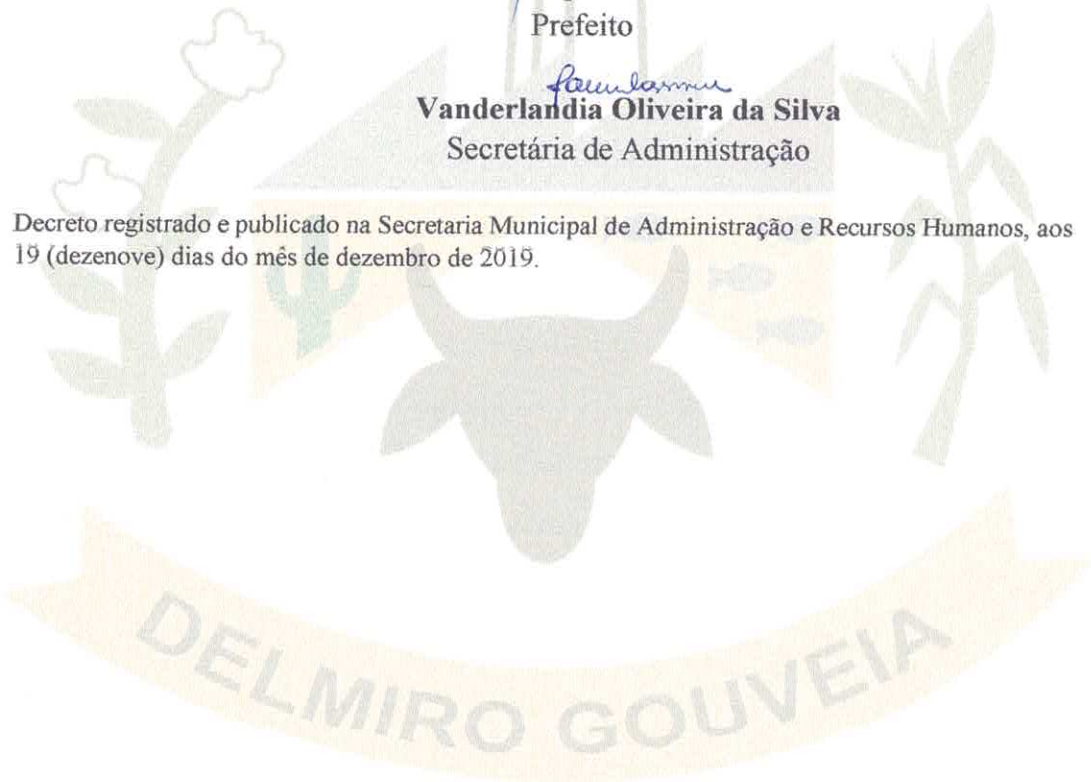 Prefeito
Vanderlandia Oliveira da Silva
Secretária de Administração
Decreto registrado e publicado na Secretaria Municipal de Administração e Recursos Humanos, aos
19 (dezenove) dias do mês de dezembro de 2019.
DELMIRO GOUVEIA